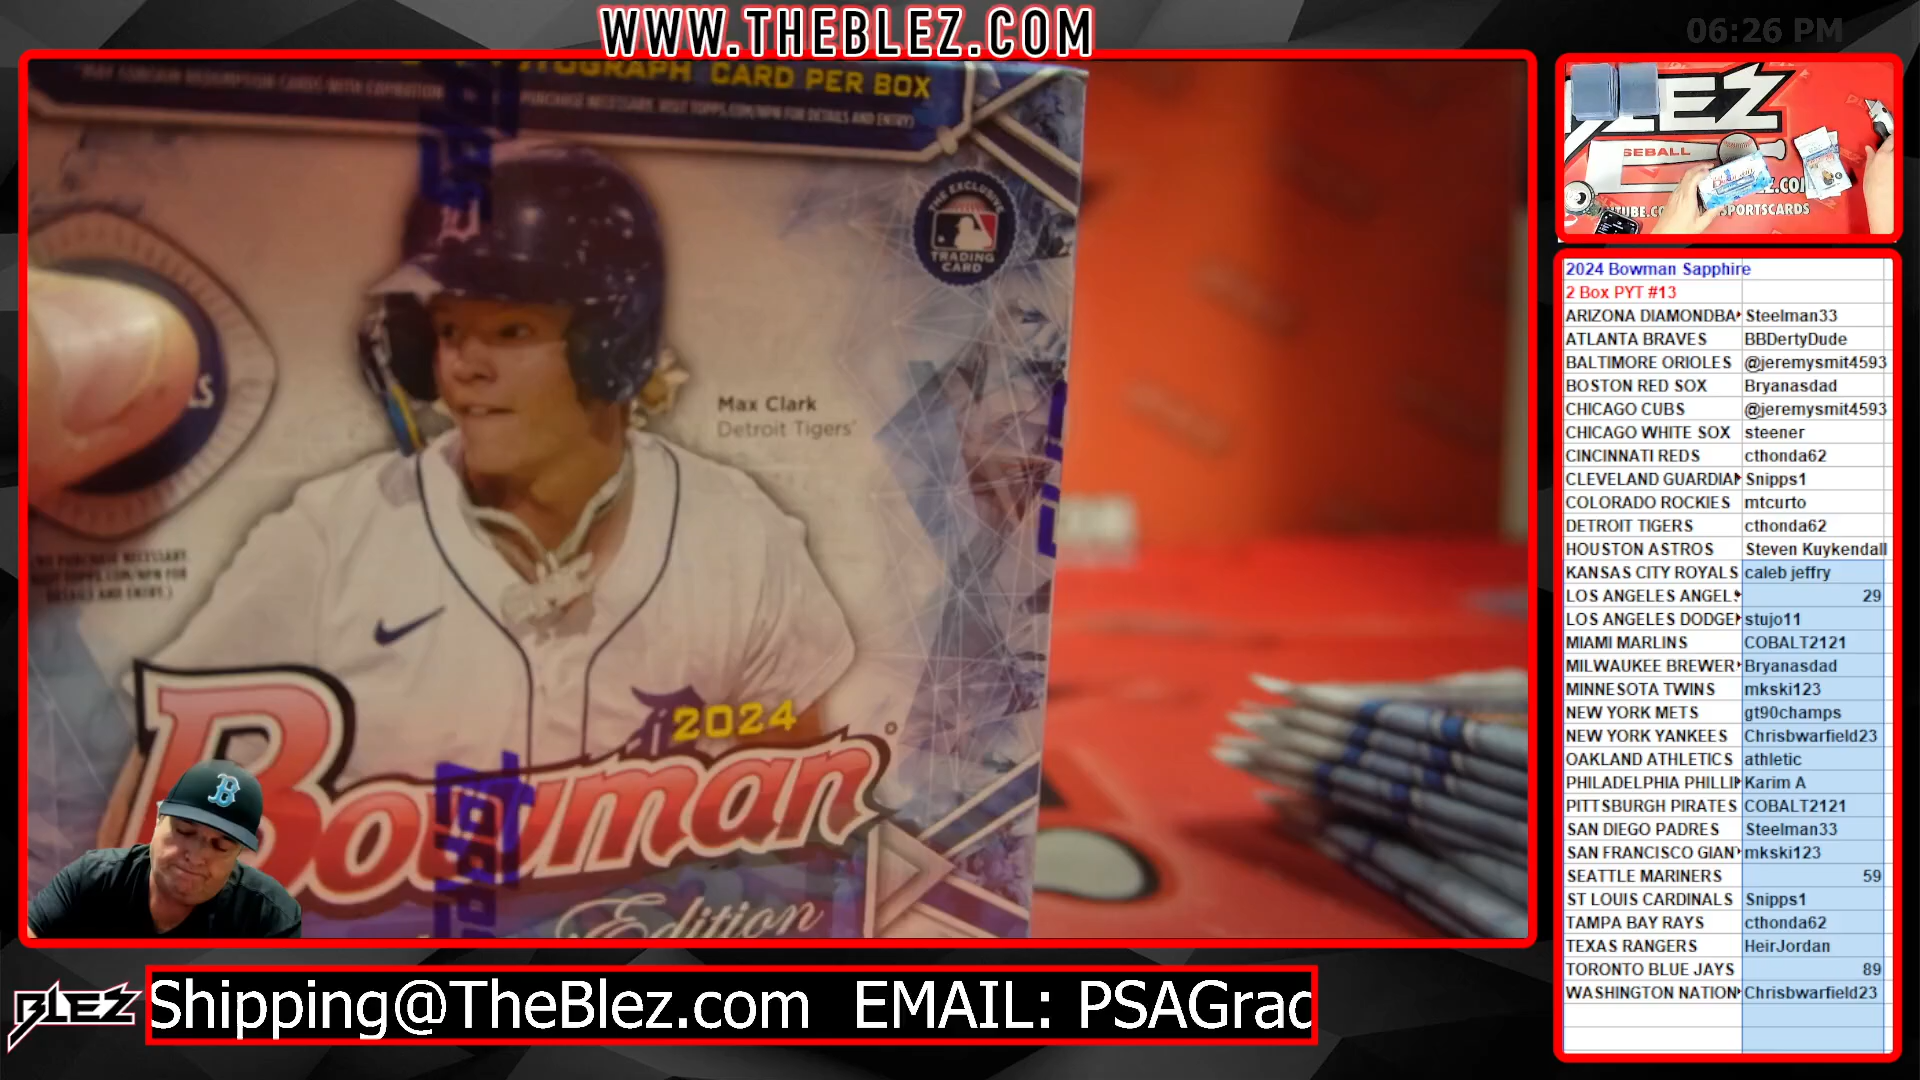 WWW.THEBLEZ.COM
06:26 PM
CARD PER BOX
THE EXCLUSIVE
TRADING
CARD
Max Clark
Detroit Tigers
2024
Bowman
Edition
BLEZ
SEBALL
SPORTSCARDS
2024 Bowman Sapphire
2 Box PYT #13
ARIZONA DIAMONDBA Steelman33
ATLANTA BRAVES BBDertyDude
BALTIMORE ORIOLES @jeremysmit4593
BOSTON RED SOX Bryanasdad
CHICAGO CUBS @jeremysmit4593
CHICAGO WHITE SOX steener
CINCINNATI REDS cthonda62
CLEVELAND GUARDIAN Snipps1
COLORADO ROCKIES mtcurto
DETROIT TIGERS cthonda62
HOUSTON ASTROS Steven Kuykendall
KANSAS CITY ROYALS caleb jeffry
LOS ANGELES ANGELS 29
LOS ANGELES DODGE stujo11
MIAMI MARLINS COBALT2121
MILWAUKEE BREWER Bryanasdad
MINNESOTA TWINS mkski123
NEW YORK METS gt90champs
NEW YORK YANKEES Chrisbwarfield23
OAKLAND ATHLETICS athletic
PHILADELPHIA PHILLI Karim A
PITTSBURGH PIRATES COBALT2121
SAN DIEGO PADRES Steelman33
SAN FRANCISCO GIAN mkski123
SEATTLE MARINERS 59
ST LOUIS CARDINALS Snipps1
TAMPA BAY RAYS cthonda62
TEXAS RANGERS HeirJordan
TORONTO BLUE JAYS 89
WASHINGTON NATION Chrisbwarfield23
BLEZ
Shipping@TheBlez.com EMAIL: PSAGrac